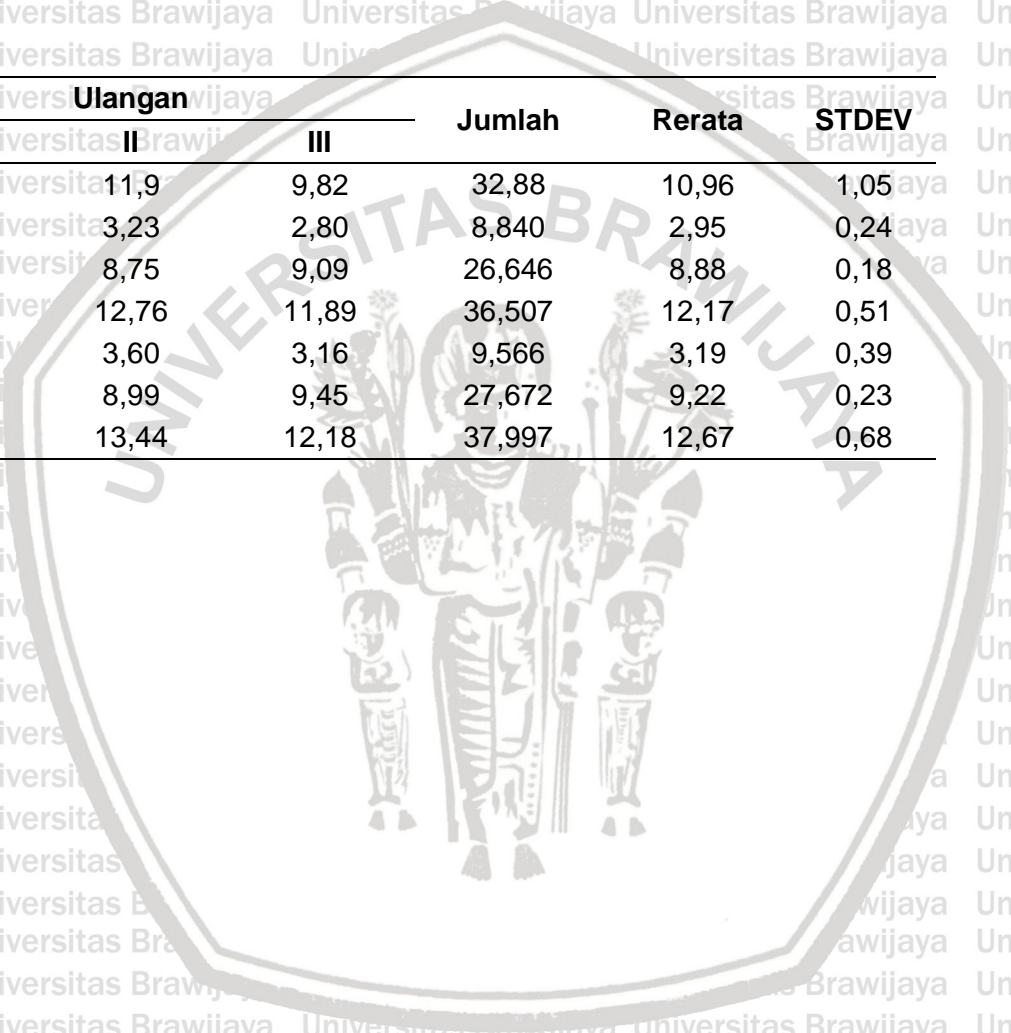 Ulangan Jumlah Rerata STDEV
II III
11,9 9,82 32,88 10,96 1,05
3,23 2,80 8,840 2,95 0,24
8,75 9,09 26,646 8,88 0,18
12,76 11,89 36,507 12,17 0,51
3,60 3,16 9,566 3,19 0,39
8,99 9,45 27,672 9,22 0,23
13,44 12,18 37,997 12,67 0,68
UNIVERSITAS BRAWIJAYA